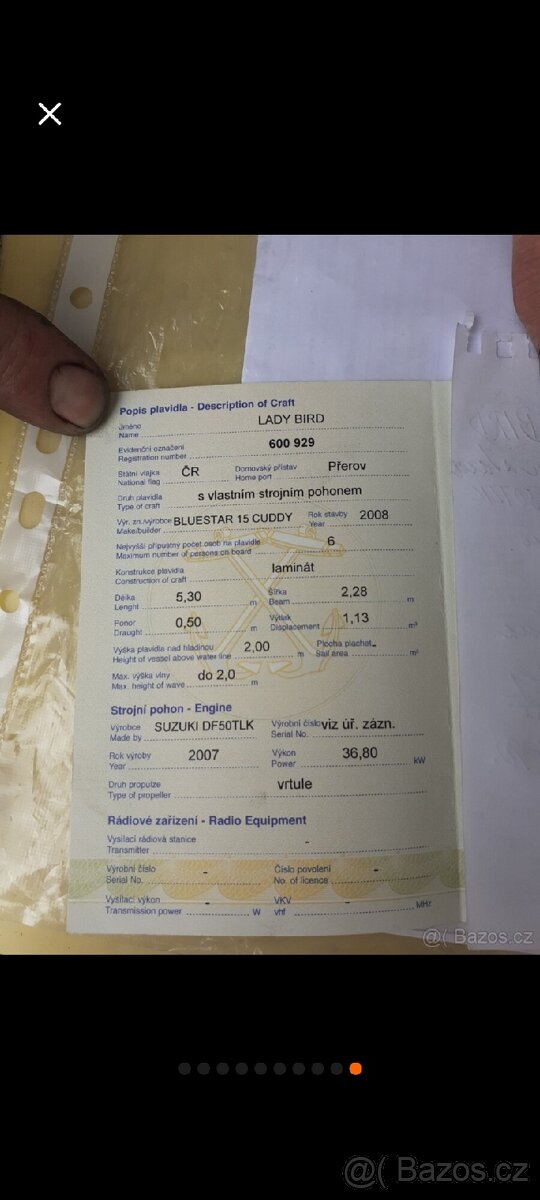 Popis plavidla - Description of Craft
Jméno LADY BIRD
Name
Evidenční označení 600 929
Registration number
Státní vlajka ČR Domovský přístav Přerov
National flag Home port
Druh plavidla s vlastním strojním pohonem
Type of craft
Výr. zn./výrobce BLUESTAR 15 CUDDY Rok stavby 2008
Make/builder Year
Nejvyšší přípustný počet osob na plavidle 6
Maximum number of persons on board
Konstrukce plavidla laminát
Construction of craft
Délka 5,30 m Šířka 2,28 m
Lenght Beam
Ponor 0,50 m Výtlak 1,13 m³
Draught Displacement
Výška plavidla nad hladinou 2,00 m Plocha plachet - m²
Height of vessel above water line Sail area
Max. výška vlny do 2,0 m
Max. height of wave
Strojní pohon - Engine
Výrobce SUZUKI DF50TLK Výrobní číslo viz úř. zázn.
Made by Serial No.
Rok výroby 2007 Výkon 36,80 kW
Year Power
Druh propulze vrtule
Type of propeller
Rádiové zařízení - Radio Equipment
Vysílací rádiová stanice -
Transmitter
Výrobní číslo - Číslo povolení -
Serial No. No. of licence
Vysílací výkon - W VKV - MHz
Transmission power vhf
@( Bazos.cz
@( Bazos.cz